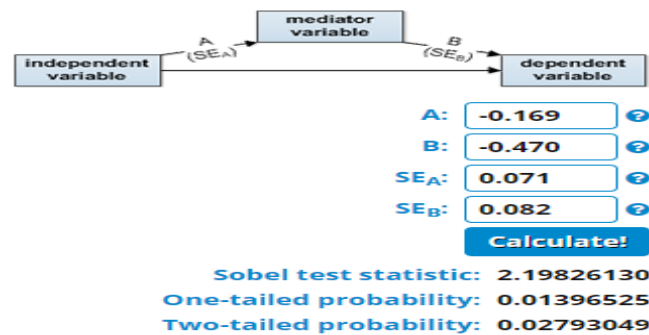 mediator
variable
A
(SEA)
B
(SEB)
independent
variable
dependent
variable
A: -0.169 ?
B: -0.470 ?
SEA: 0.071 ?
SEB: 0.082 ?
Calculate!
Sobel test statistic: 2.19826130
One-tailed probability: 0.01396525
Two-tailed probability: 0.02793049